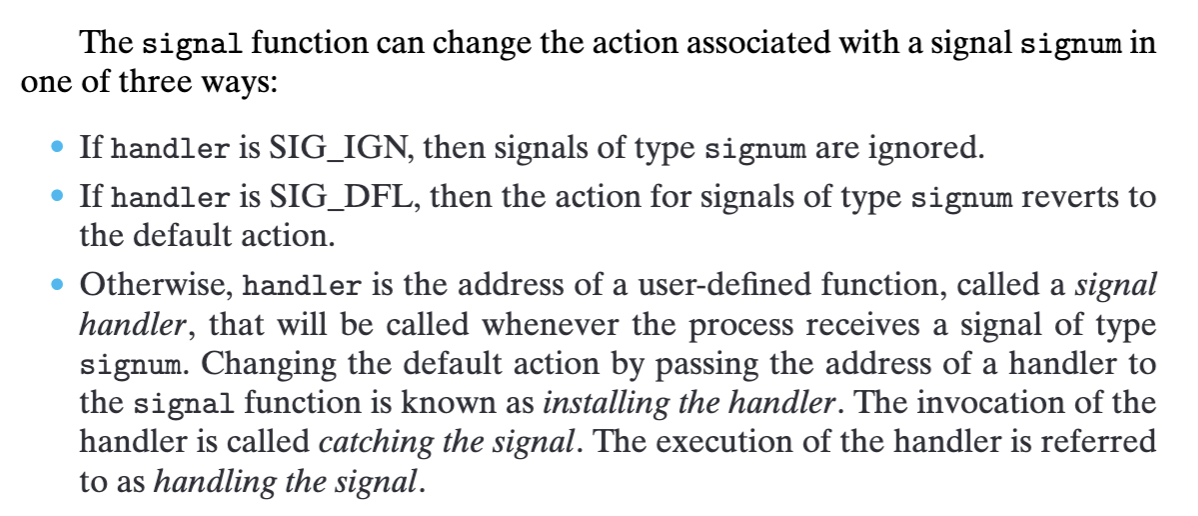 The signal function can change the action associated with a signal signum in
one of three ways:
• If handler is SIG_IGN, then signals of type signum are ignored.
• If handler is SIG_DFL, then the action for signals of type signum reverts to
the default action.
• Otherwise, handler is the address of a user-defined function, called a signal
handler, that will be called whenever the process receives a signal of type
signum. Changing the default action by passing the address of a handler to
the signal function is known as installing the handler. The invocation of the
handler is called catching the signal. The execution of the handler is referred
to as handling the signal.